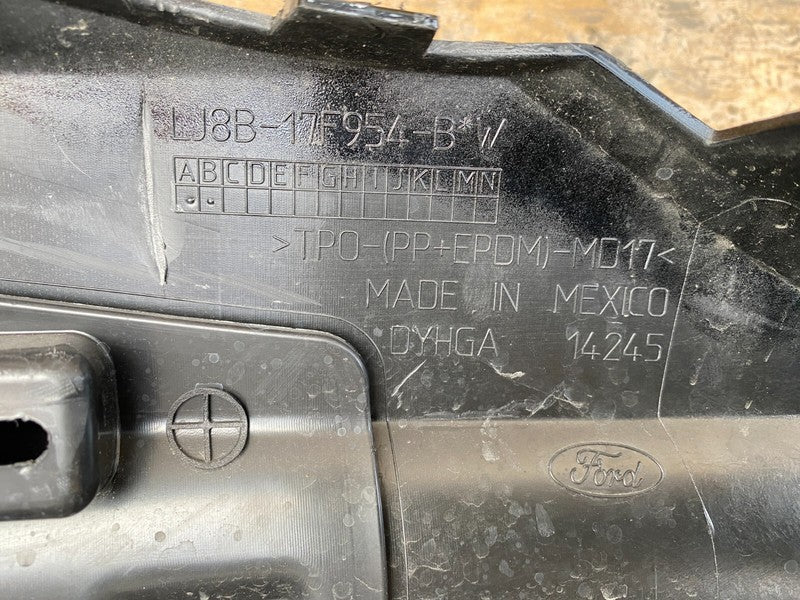 LJ8B-17F954-B*W
A B C D E F G H I J K L M N
>TPO-(PP+EPDM)-MD17<
MADE IN MEXICO
DYHGA 14245
Ford